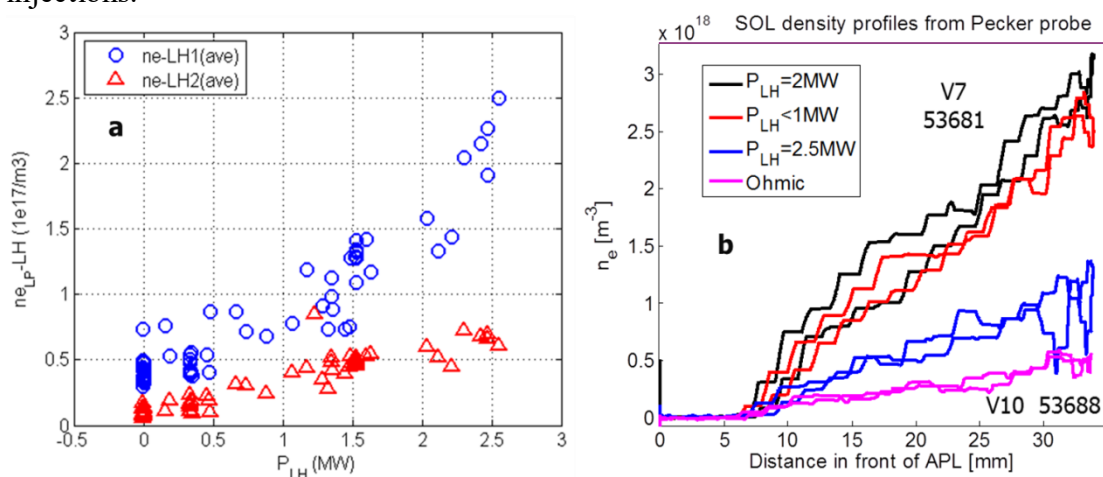 injections.
3
2.5
2
1.5
1
0.5
0
-0.5
0
0.5
1
1.5
2
2.5
3
ne-LH1(ave)
ne-LH2(ave)
a
ne_LP-LH (1e17/m3)
P_LH(MW)
SOL density profiles from Pecker probe
x 10^18
3
2.5
2
1.5
1
0.5
0
0
5
10
15
20
25
30
P_LH=2MW
P_LH<1MW
P_LH=2.5MW
Ohmic
V7
53681
b
V10 53688
n_e [m^-3]
Distance in front of APL [mm]